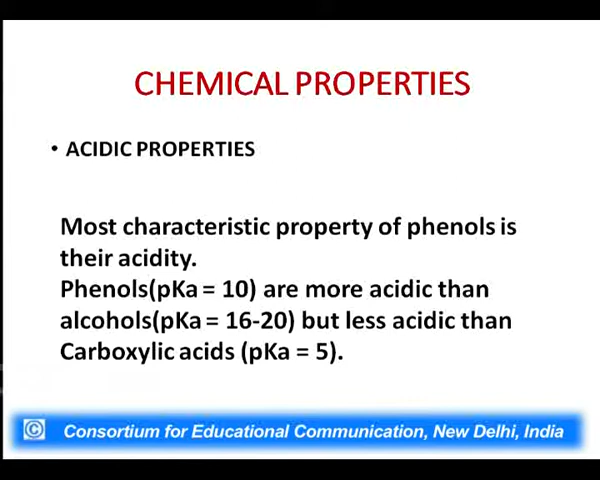 CHEMICAL PROPERTIES
• ACIDIC PROPERTIES
Most characteristic property of phenols is
their acidity.
Phenols(pKa = 10) are more acidic than
alcohols(pKa = 16-20) but less acidic than
Carboxylic acids (pKa = 5).
© Consortium for Educational Communication, New Delhi, India